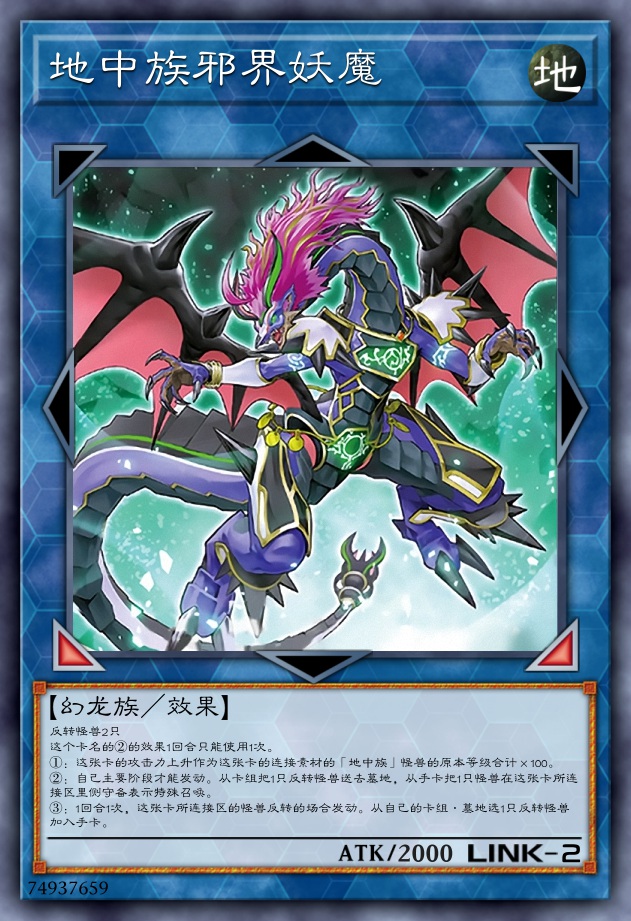 地中族邪界妖魔
地
【幻龙族／效果】
反转怪兽2只
这个卡名的②的效果1回合只能使用1次。
①：这张卡的攻击力上升作为这张卡的连接素材的「地中族」怪兽的原本等级合计×100。
②：自己主要阶段才能发动。从卡组把1只反转怪兽送去墓地，从手卡把1只怪兽在这张卡所连
接区里侧守备表示特殊召唤。
③：1回合1次，这张卡所连接区的怪兽反转的场合发动。从自己的卡组·墓地选1只反转怪兽
加入手卡。
ATK/2000 LINK-2
74937659